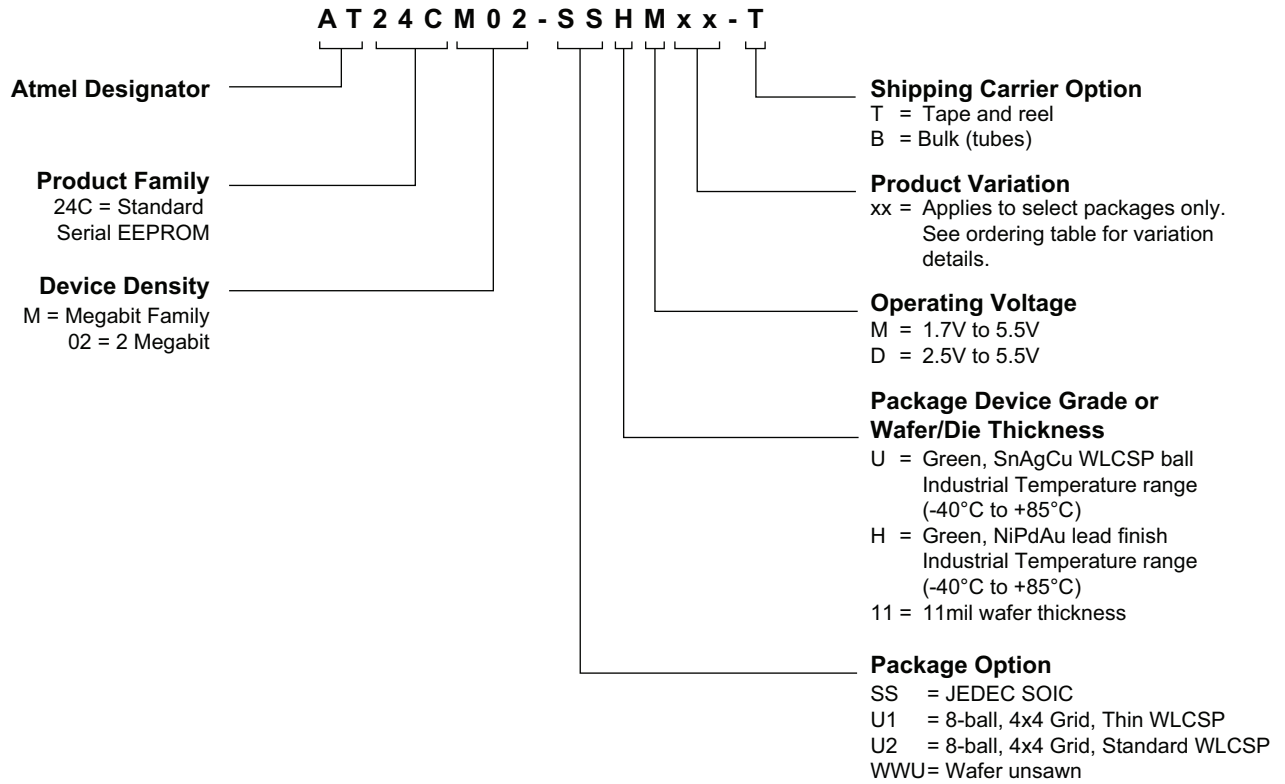 AT24CM02-SSHMxx-T
Atmel Designator
Product Family
24C = Standard
Serial EEPROM
Device Density
M = Megabit Family
02 = 2 Megabit
Shipping Carrier Option
T = Tape and reel
B = Bulk (tubes)
Product Variation
xx = Applies to select packages only.
See ordering table for variation
details.
Operating Voltage
M = 1.7V to 5.5V
D = 2.5V to 5.5V
Package Device Grade or
Wafer/Die Thickness
U = Green, SnAgCu WLCSP ball
Industrial Temperature range
(-40°C to +85°C)
H = Green, NiPdAu lead finish
Industrial Temperature range
(-40°C to +85°C)
11 = 11mil wafer thickness
Package Option
SS = JEDEC SOIC
U1 = 8-ball, 4x4 Grid, Thin WLCSP
U2 = 8-ball, 4x4 Grid, Standard WLCSP
WWU= Wafer unsawn